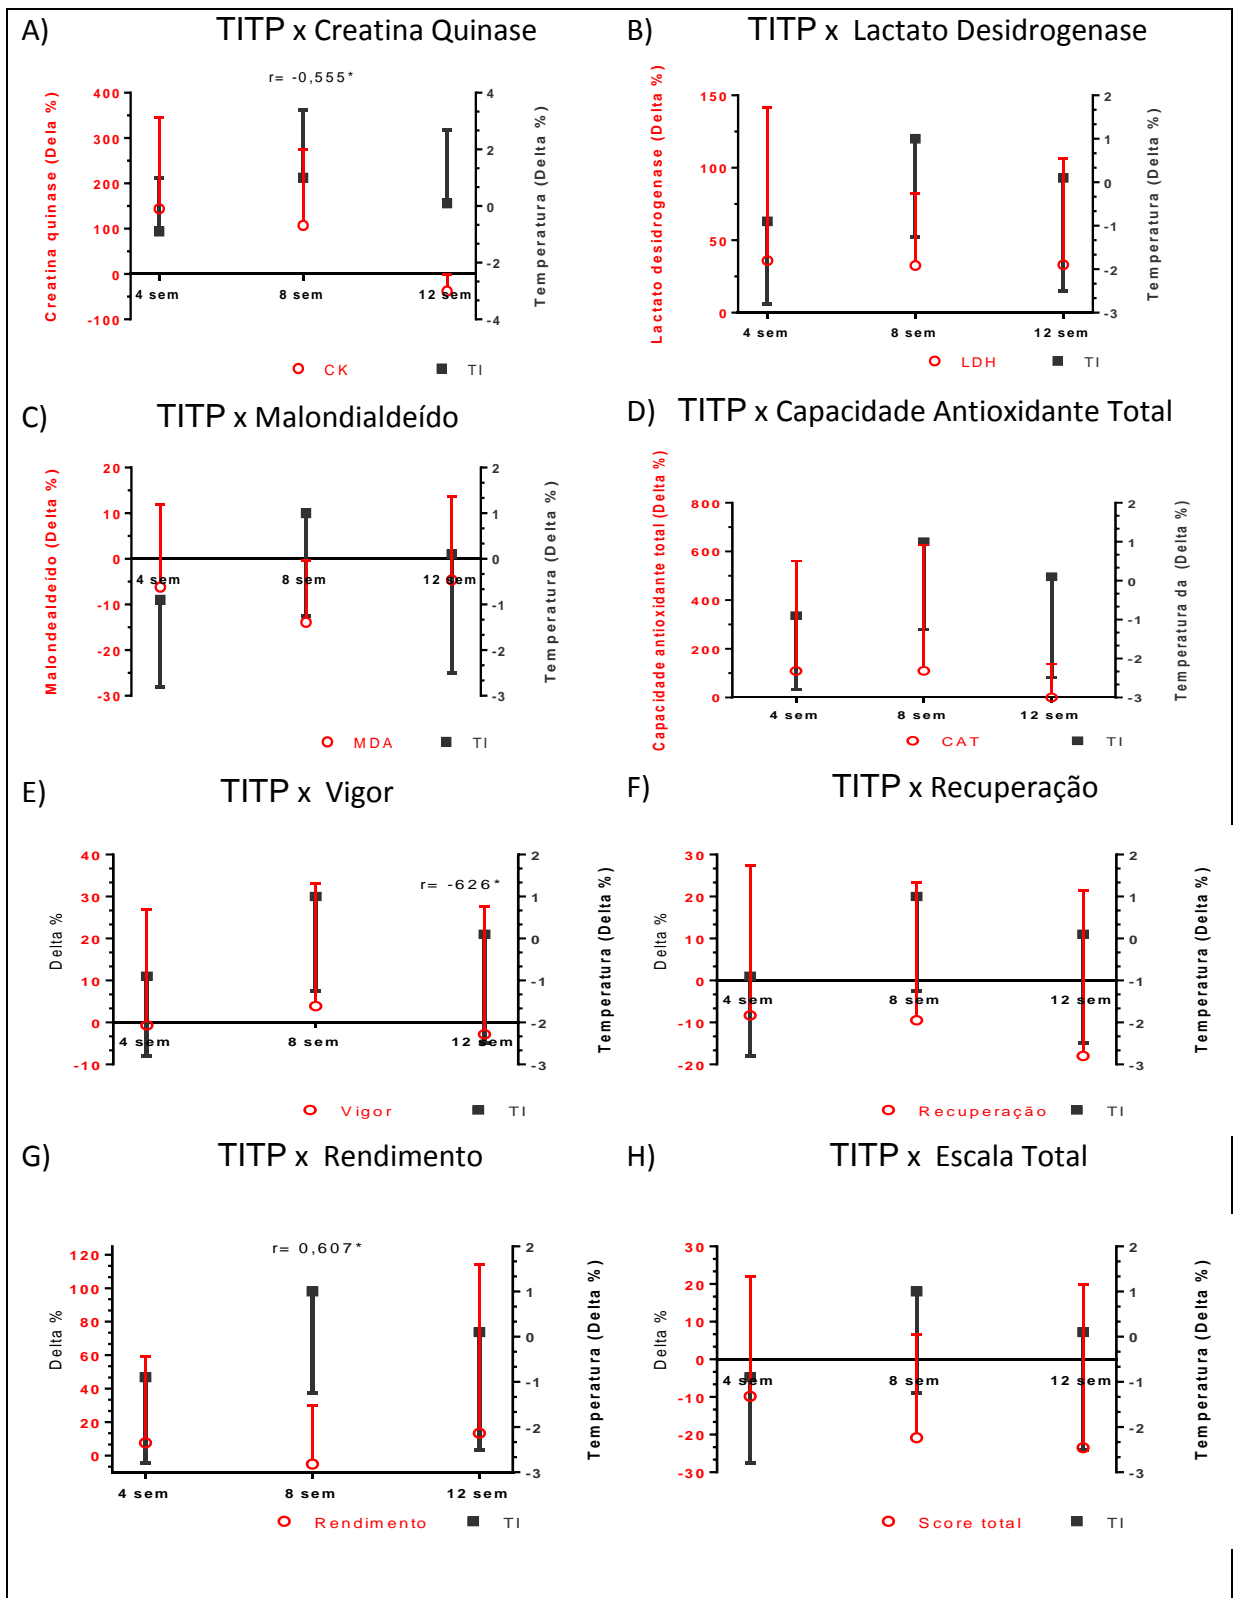 A) TITP x Creatina Quinase
r= -0,555*
Creatina quinase (Dela %)
400
300
200
100
0
-100
4
2
0
-2
-4
Temperatura (Delta %)
4 sem 8 sem 12 sem
CK TI
B) TITP x Lactato Desidrogenase
Lactato desidrogenase (Delta %)
150
100
50
0
2
1
0
-1
-2
-3
Temperatura (Delta %)
4 sem 8 sem 12 sem
LDH TI
C) TITP x Malondialdeído
Malondealdeído (Delta %)
20
10
0
-10
-20
-30
2
1
0
-1
-2
-3
Temperatura (Delta %)
4 sem 8 sem 12 sem
MDA TI
D) TITP x Capacidade Antioxidante Total
Capacidade antioxidante total (Delta %)
800
600
400
200
0
2
1
0
-1
-2
-3
Temperatura da (Delta %)
4 sem 8 sem 12 sem
CAT TI
E) TITP x Vigor
r= -626*
Delta %
40
30
20
10
0
-10
2
1
0
-1
-2
-3
Temperatura (Delta %)
4 sem 8 sem 12 sem
Vigor TI
F) TITP x Recuperação
Delta %
30
20
10
0
-10
-20
2
1
0
-1
-2
-3
Temperatura (Delta %)
4 sem 8 sem 12 sem
Recuperação TI
G) TITP x Rendimento
r= 0,607*
Delta %
120
100
80
60
40
20
0
2
1
0
-1
-2
-3
Temperatura (Delta %)
4 sem 8 sem 12 sem
Rendimento TI
H) TITP x Escala Total
Delta %
30
20
10
0
-10
-20
-30
2
1
0
-1
-2
-3
Temperatura (Delta %)
4 sem 8 sem 12 sem
Score total TI